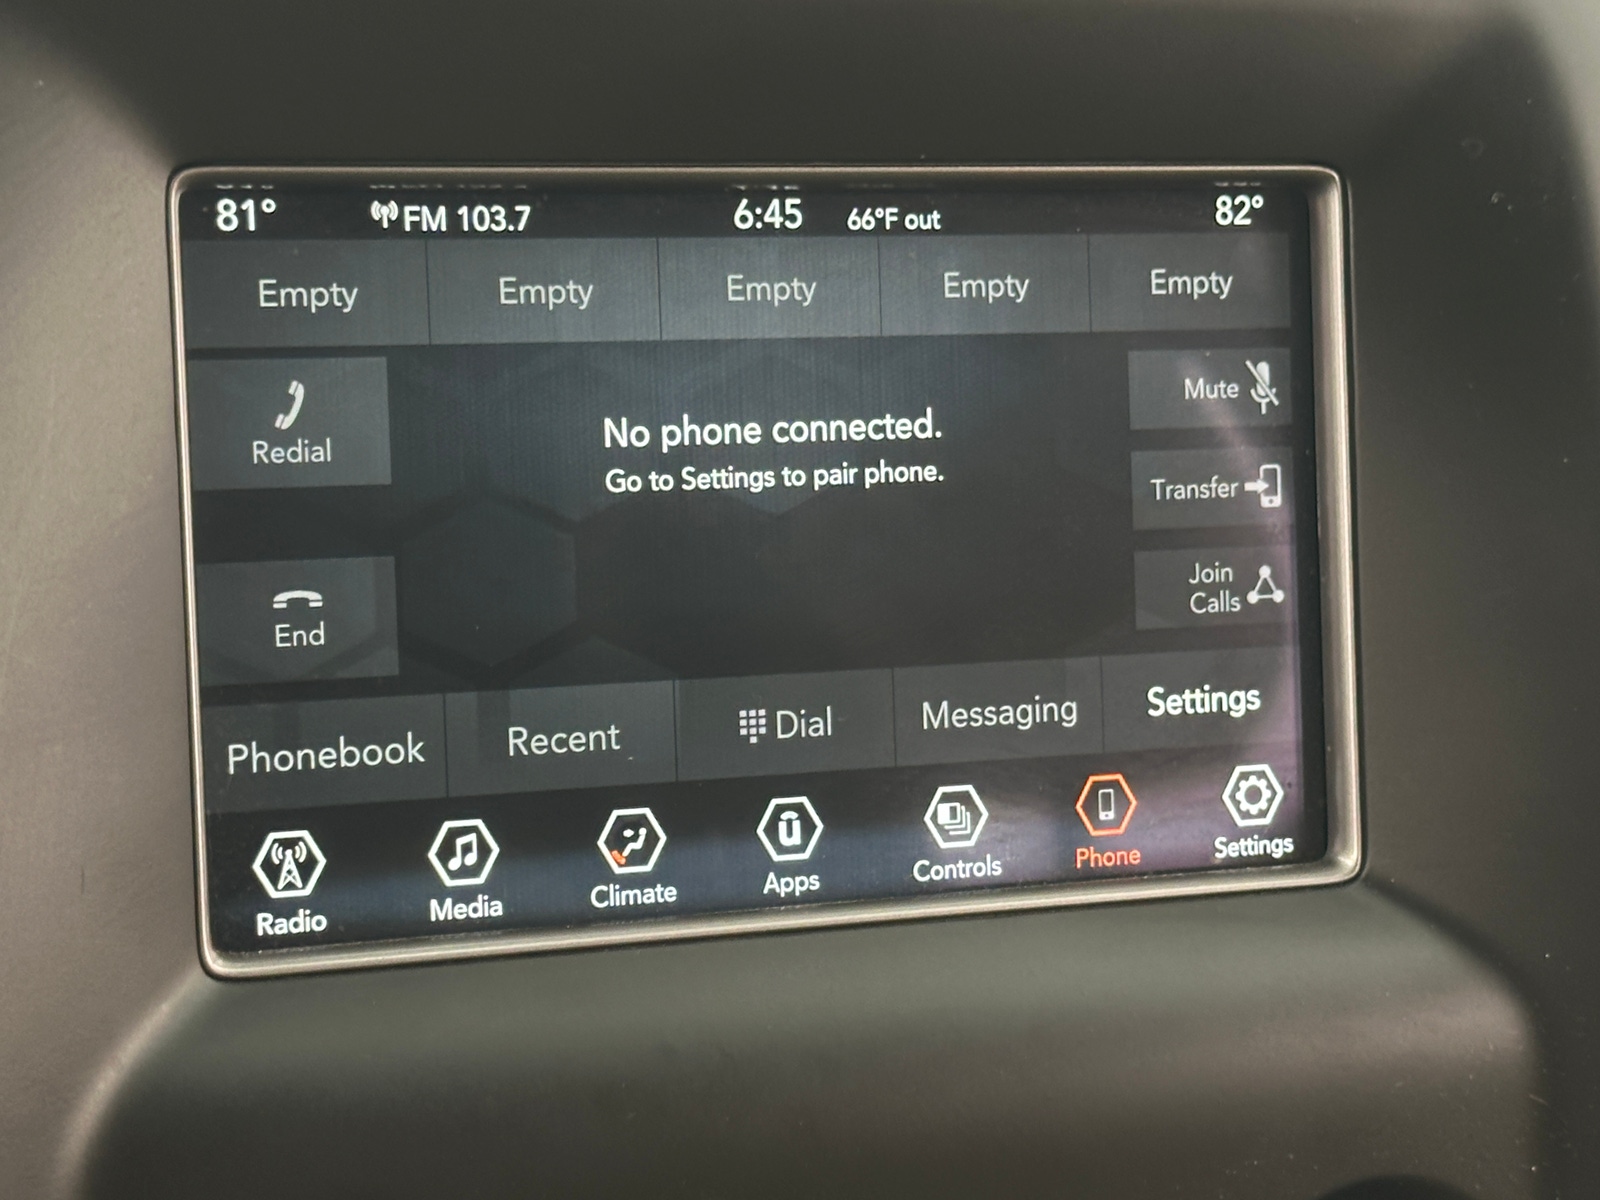 81° FM 103.7 6:45 66°F out 82°
Empty Empty Empty Empty Empty
Redial
No phone connected.
Go to Settings to pair phone.
Mute
Transfer
Join
Calls
End
Phonebook Recent Dial Messaging Settings
Radio Media Climate Apps Controls Phone Settings